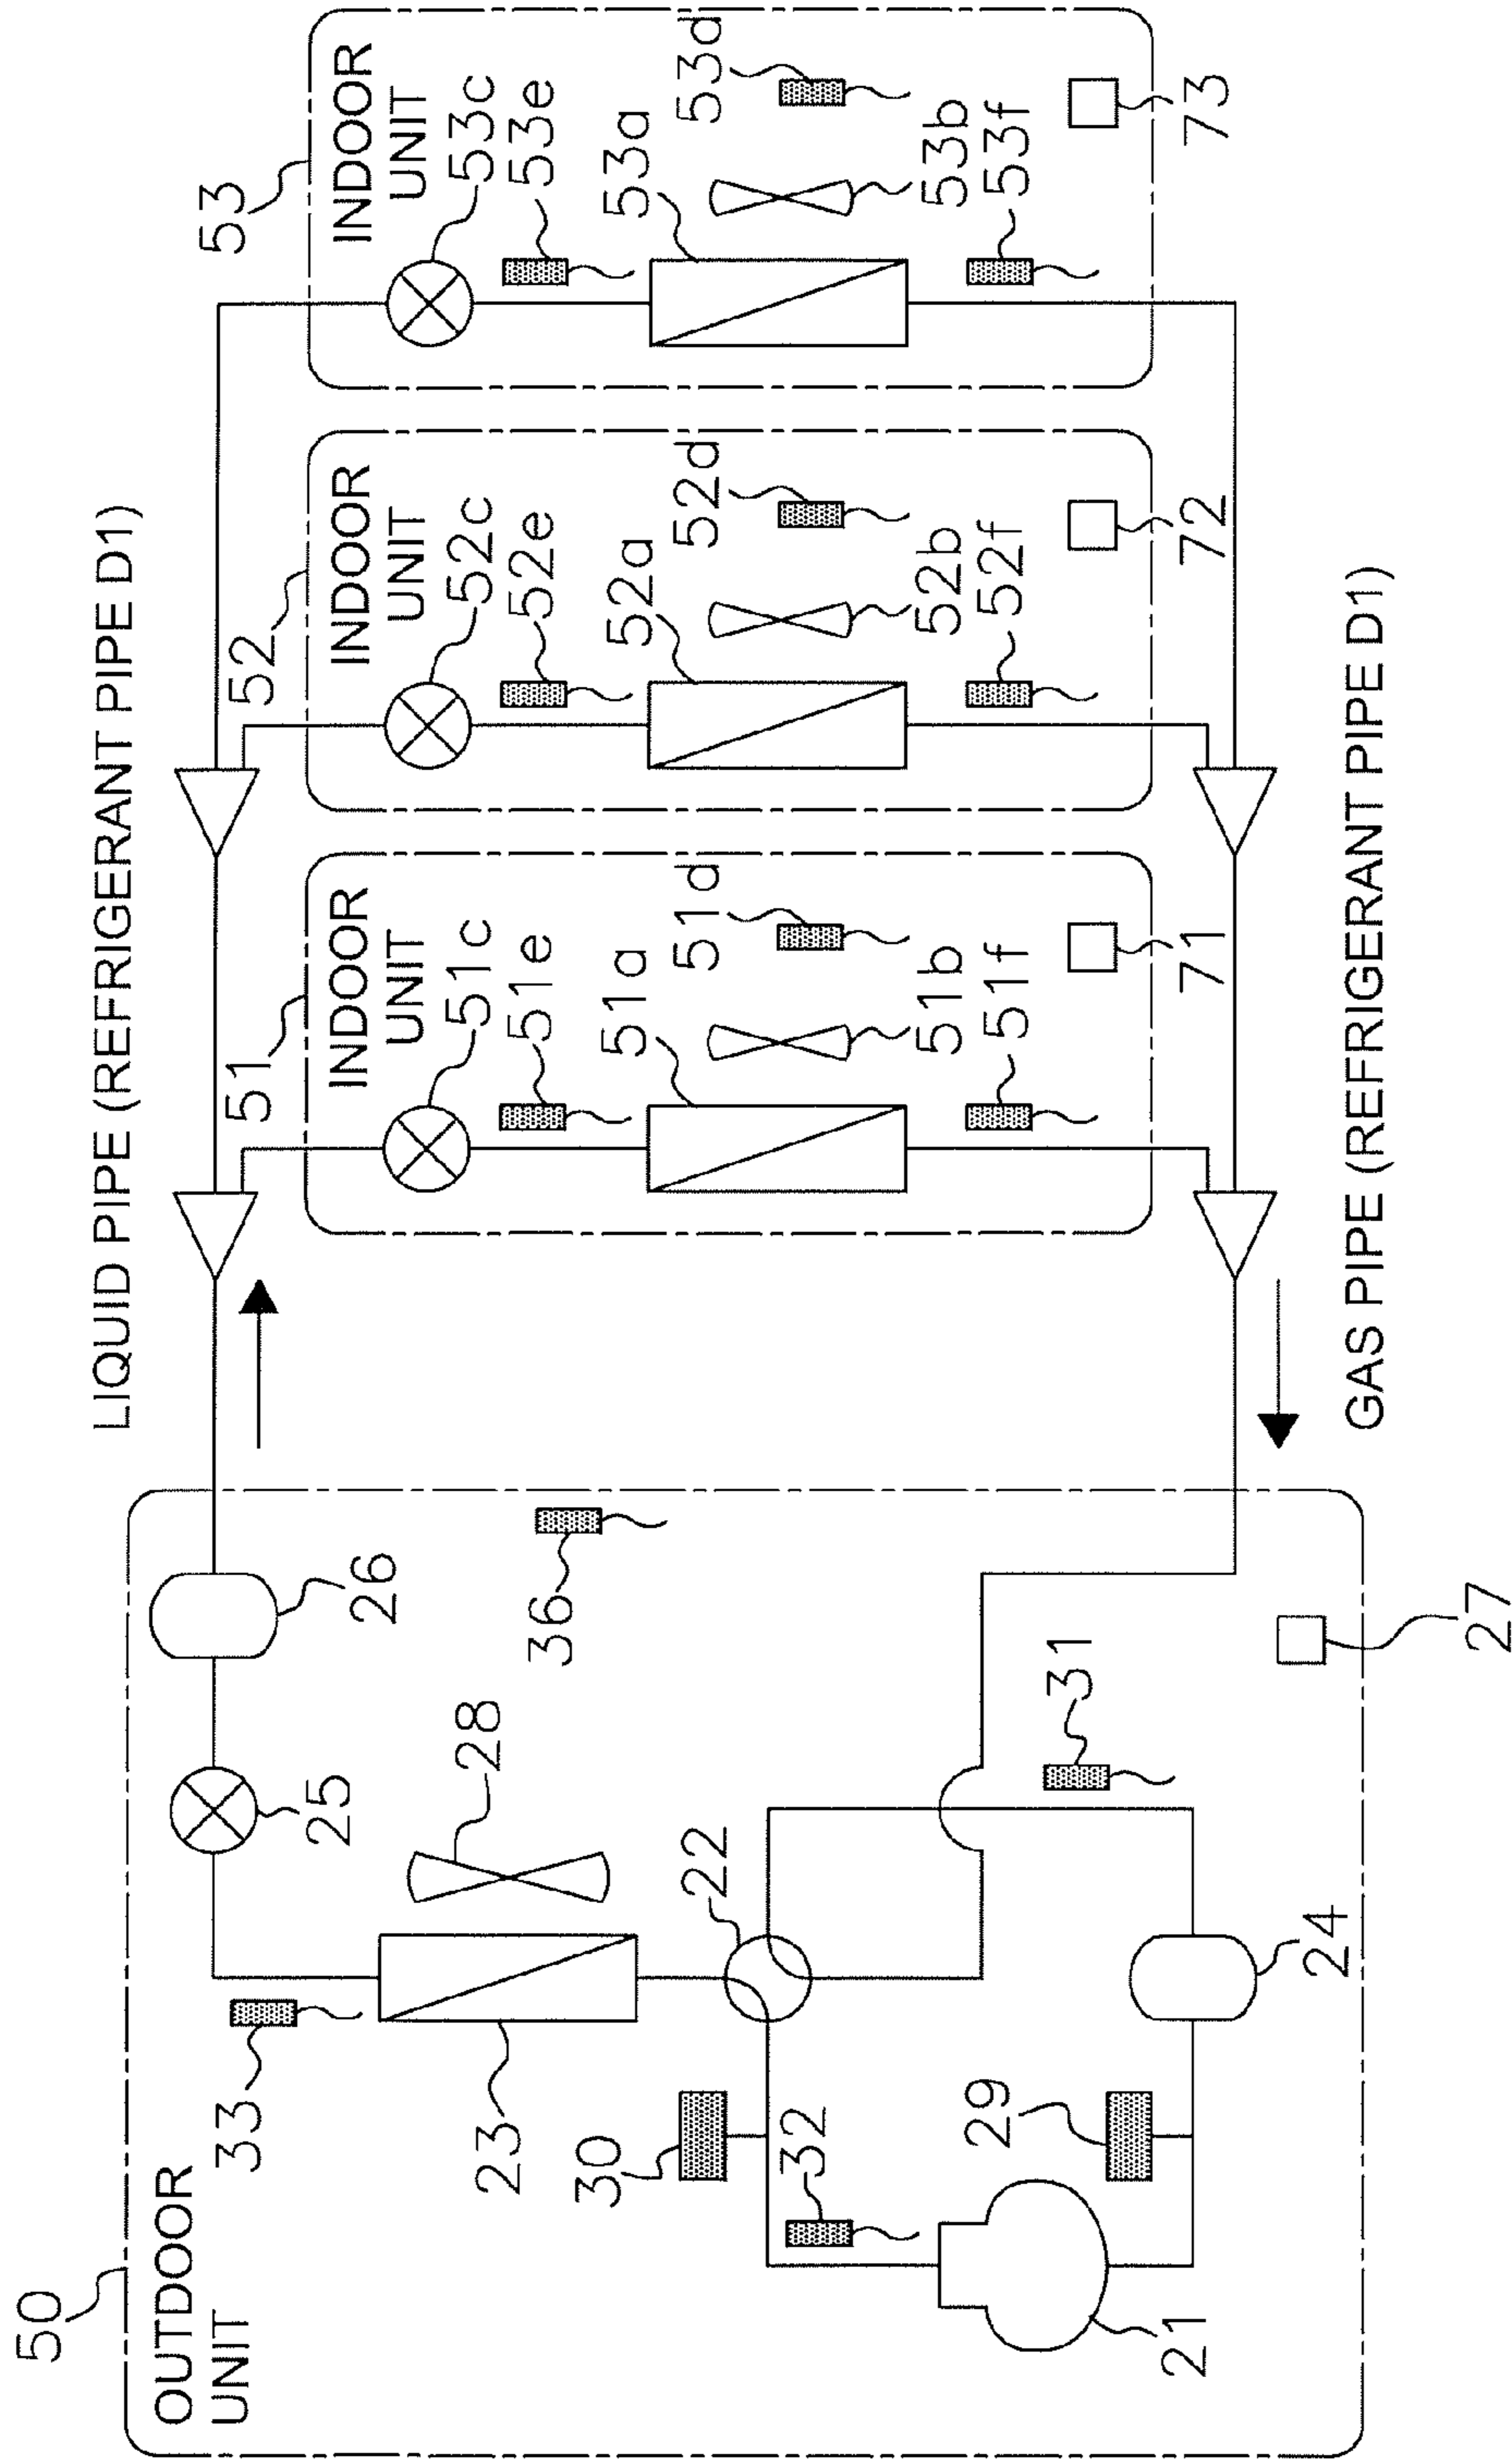 LIQUID PIPE (REFRIGERANT PIPE D1)
50
OUTDOOR
UNIT
33
23
30
32
29
21
24
22
28
25
26
36
31
27
51
INDOOR
UNIT
51c
51e
51a
51d
51b
51f
71
52
INDOOR
UNIT
52c
52e
52a
52d
52b
52f
72
53
INDOOR
UNIT
53c
53e
53a
53d
53b
53f
73
GAS PIPE (REFRIGERANT PIPE D1)